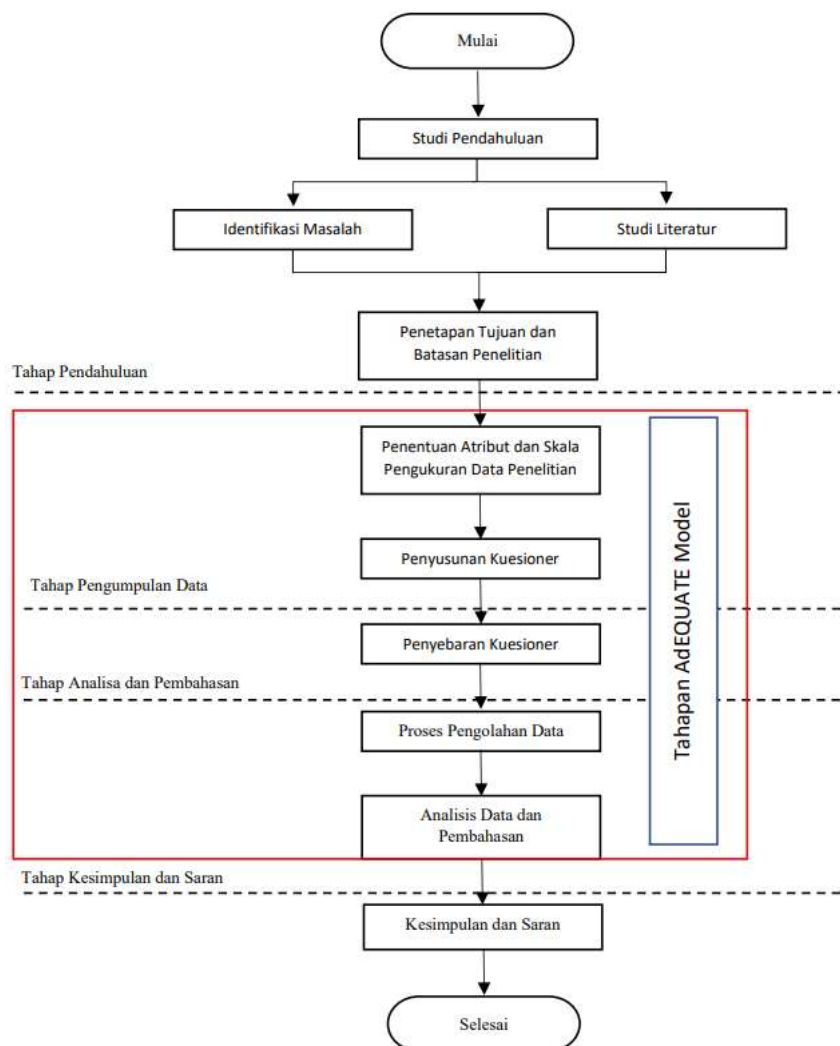 Mulai
Studi Pendahuluan
Identifikasi Masalah
Studi Literatur
Penetapan Tujuan dan
Batasan Penelitian
Tahap Pendahuluan
Penentuan Atribut dan Skala
Pengukuran Data Penelitian
Tahapan AdEQUATE Model
Penyusunan Kuesioner
Tahap Pengumpulan Data
Penyebaran Kuesioner
Tahap Analisa dan Pembahasan
Proses Pengolahan Data
Analisis Data dan
Pembahasan
Tahap Kesimpulan dan Saran
Kesimpulan dan Saran
Selesai